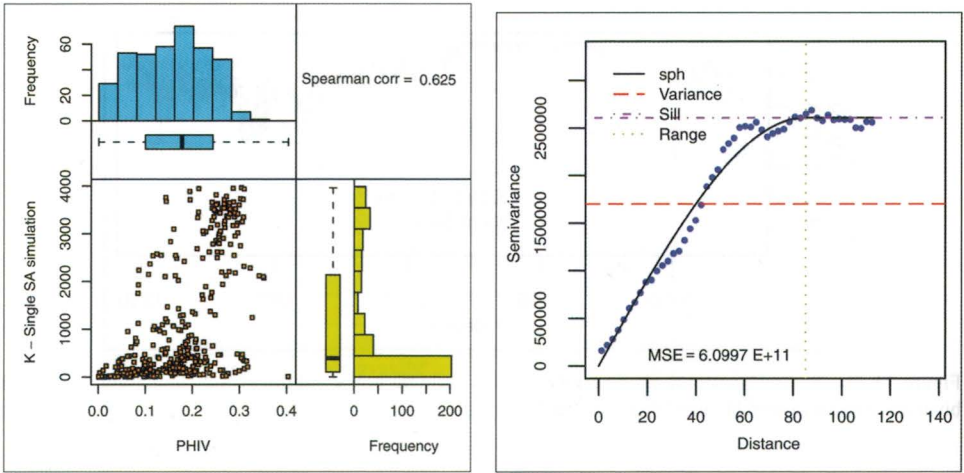 Frequency
0
20
60
Spearman corr = 0.625
K – Single SA simulation
0
1000
2000
3000
4000
0.0 0.1 0.2 0.3 0.4
PHIV
0 100 200
Frequency
Semivariance
0
500000
150000
2500000
sph
Variance
Sill
Range
MSE = 6.0997 E+11
0 20 40 60 80 100 120 140
Distance